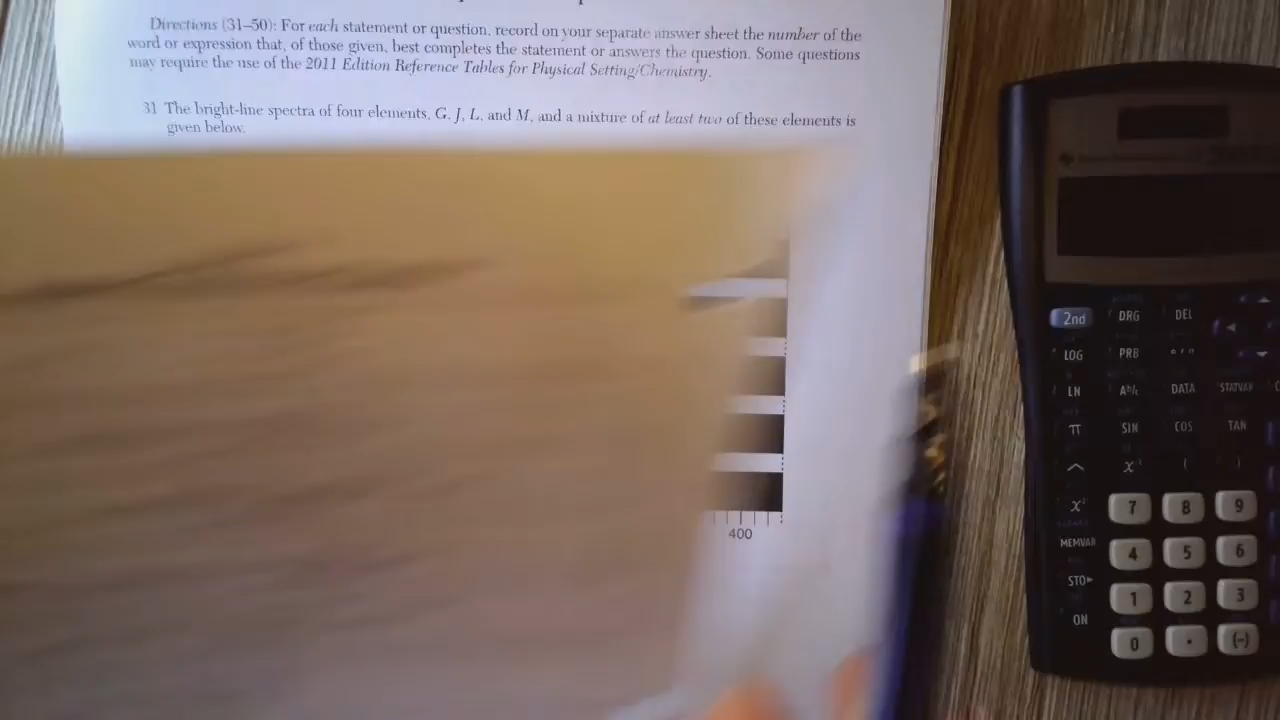 Directions (31–50): For each statement or question, record on your separate answer sheet the number of the
word or expression that, of those given, best completes the statement or answers the question. Some questions
may require the use of the 2011 Edition Reference Tables for Physical Setting/Chemistry.
31 The bright-line spectra of four elements, G, J, L, and M, and a mixture of at least two of these elements is
given below.
400
2nd DRG DEL
LOG PRB
LN DATA STATVAR
π SIN COS TAN
^ ( )
7 8 9
MEMVAR 4 5 6
STO► 1 2 3
ON 0 . (−)